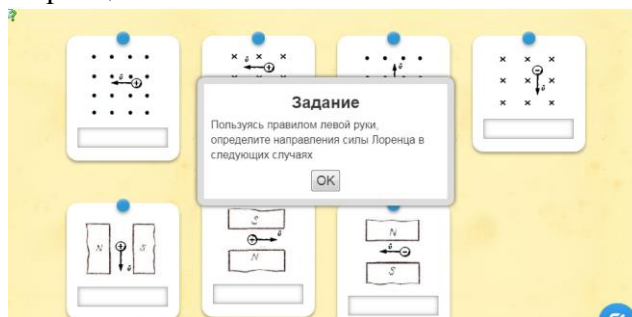 Задание
Пользуясь правилом левой руки,
определите направления силы Лоренца в
следующих случаях
OK
N
S
S
N
N
S